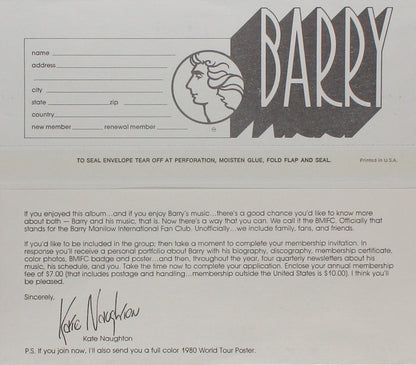 BARRY
name
address
city
state zip
country
new member renewal member
TO SEAL ENVELOPE TEAR OFF AT PERFORATION, MOISTEN GLUE, FOLD FLAP AND SEAL.
Printed in U.S.A.
If you enjoyed this album...and if you enjoy Barry's music...there's a good chance you'd like to know more
about both — Barry and his music, that is. Now there's a way that you can. We call it the BMIFC. Officially that
stands for the Barry Manilow International Fan Club. Unofficially...we include family, fans, and friends.
If you'd like to be included in the group; then take a moment to complete your membership invitation. In
response you'll receive a personal portfolio about Barry with his biography, discography, membership certificate,
color photos, BMIFC badge and poster...and then, throughout the year, four quarterly newsletters about his
music, his schedule, and you. Take the time now to complete your application. Enclose your annual membership
fee of $7.00 (that includes postage and handling...membership outside the United States is $10.00). I think you'll
be pleased.
Sincerely,
Kate Naughton
Kate Naughton
P.S. If you join now, I'll also send you a full color 1980 World Tour Poster.